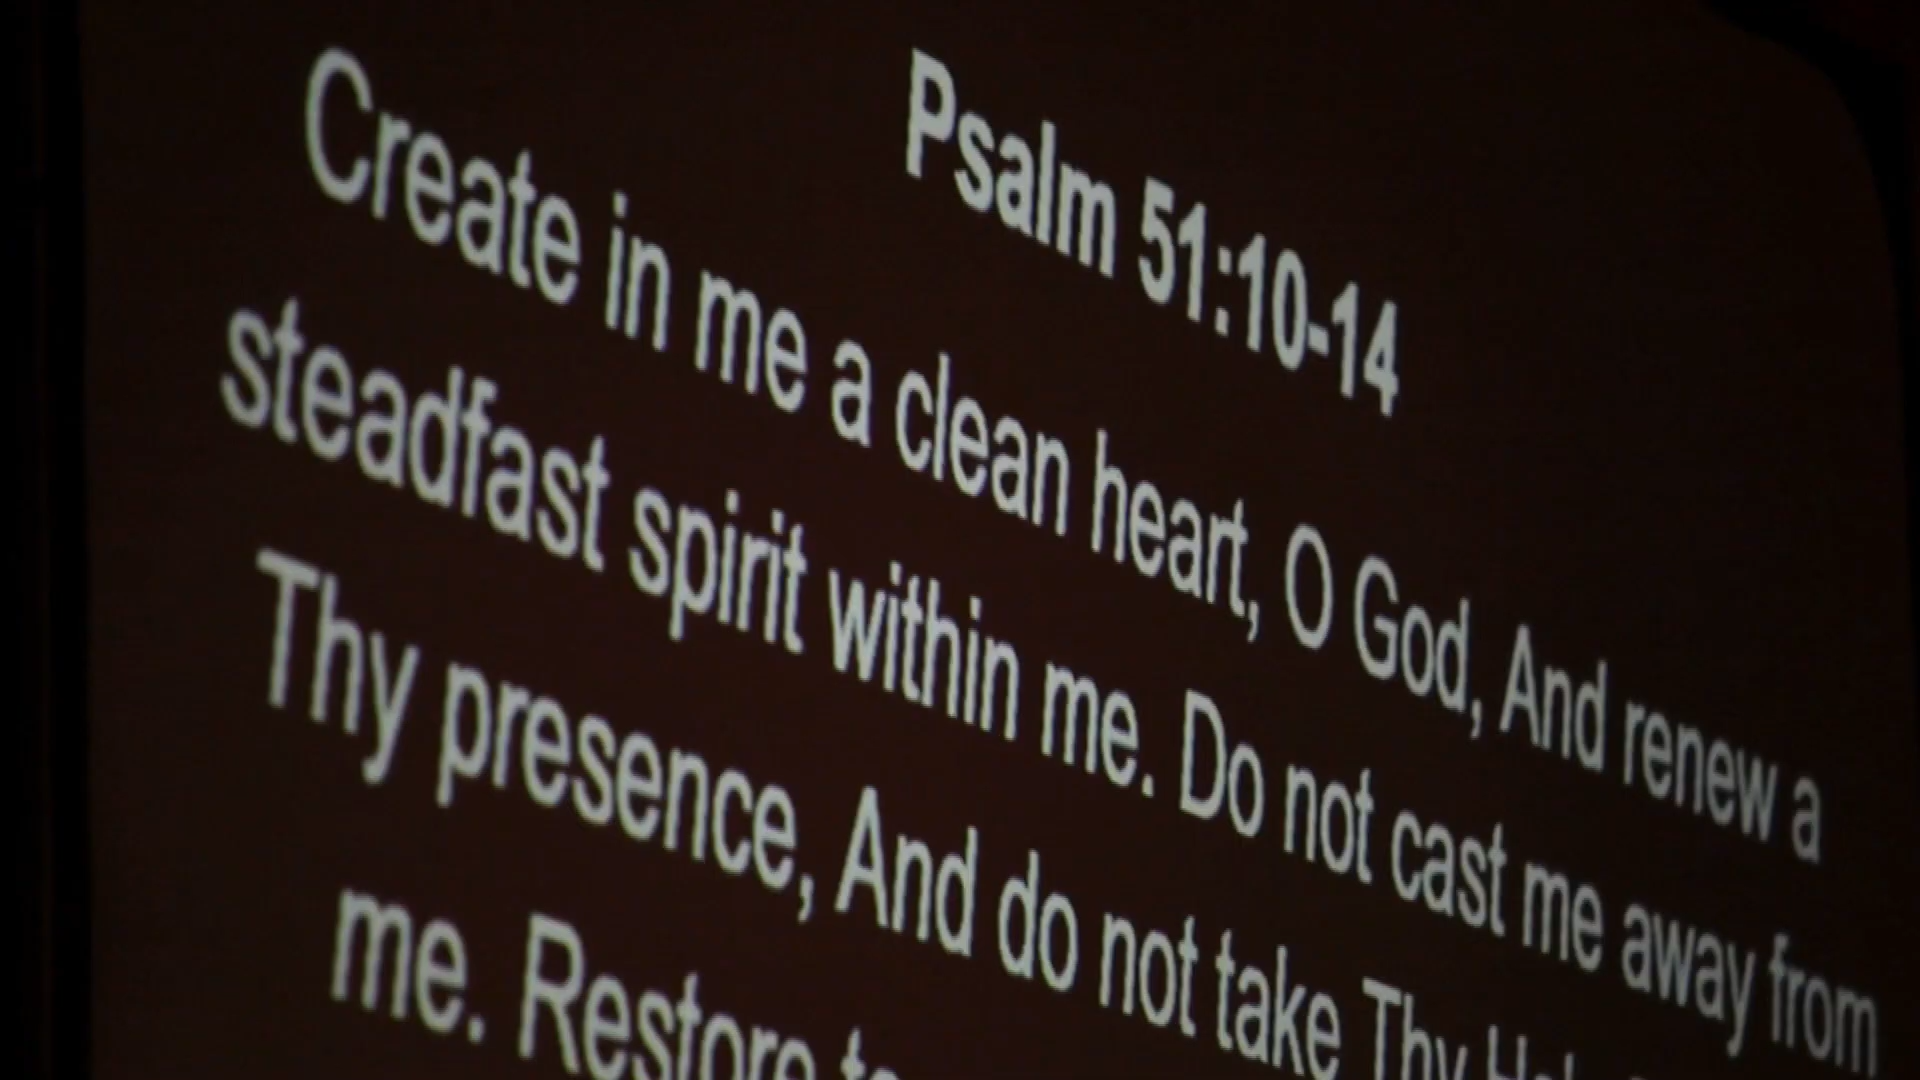 Psalm 51:10-14
Create in me a clean heart, O God, And renew a
steadfast spirit within me. Do not cast me away from
Thy presence, And do not take Thy
me. Restore